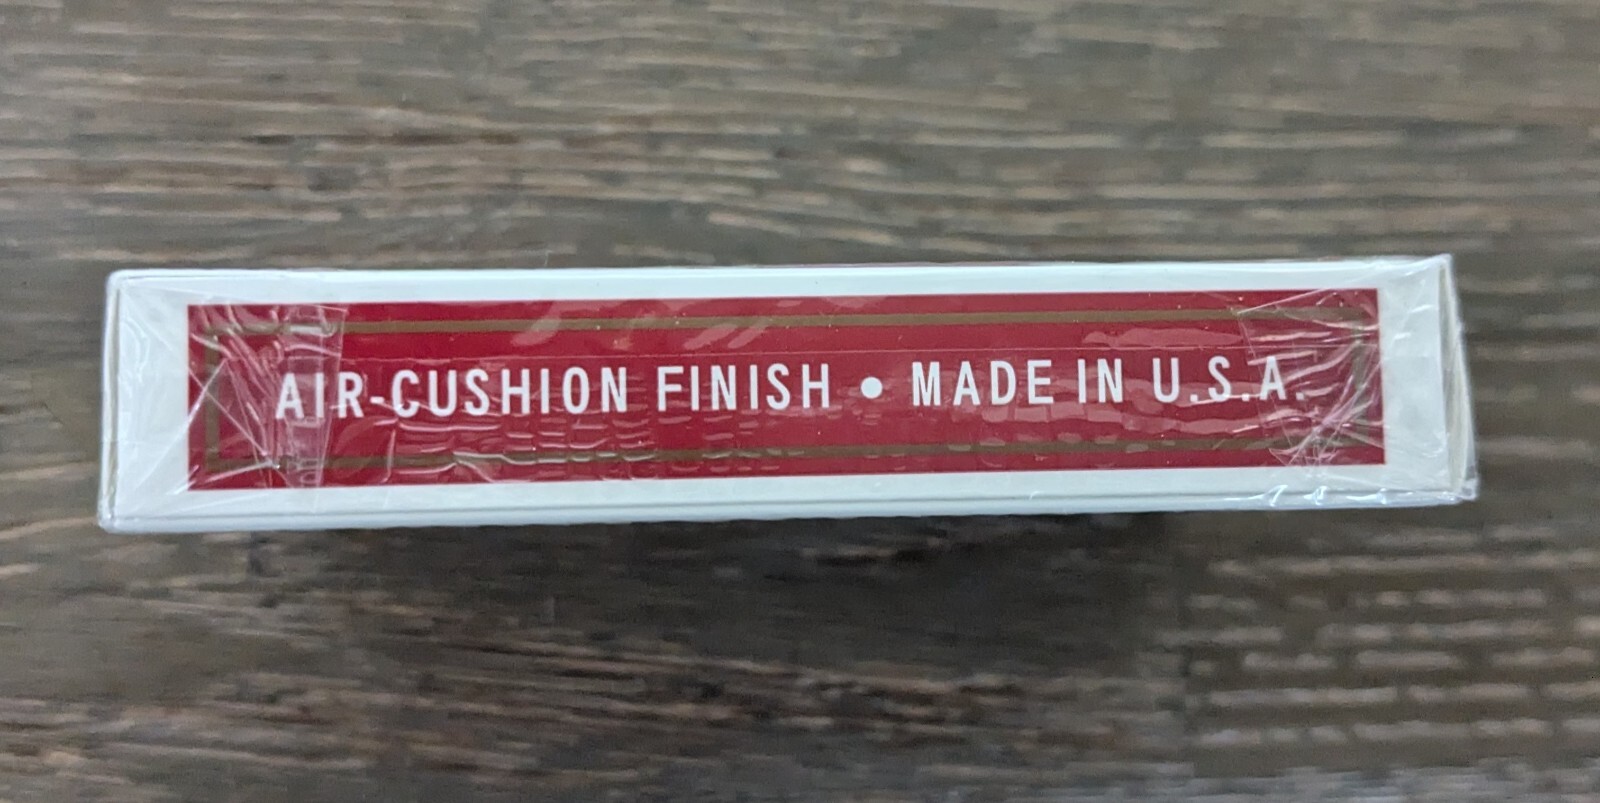 AIR-CUSHION FINISH • MADE IN U.S.A.